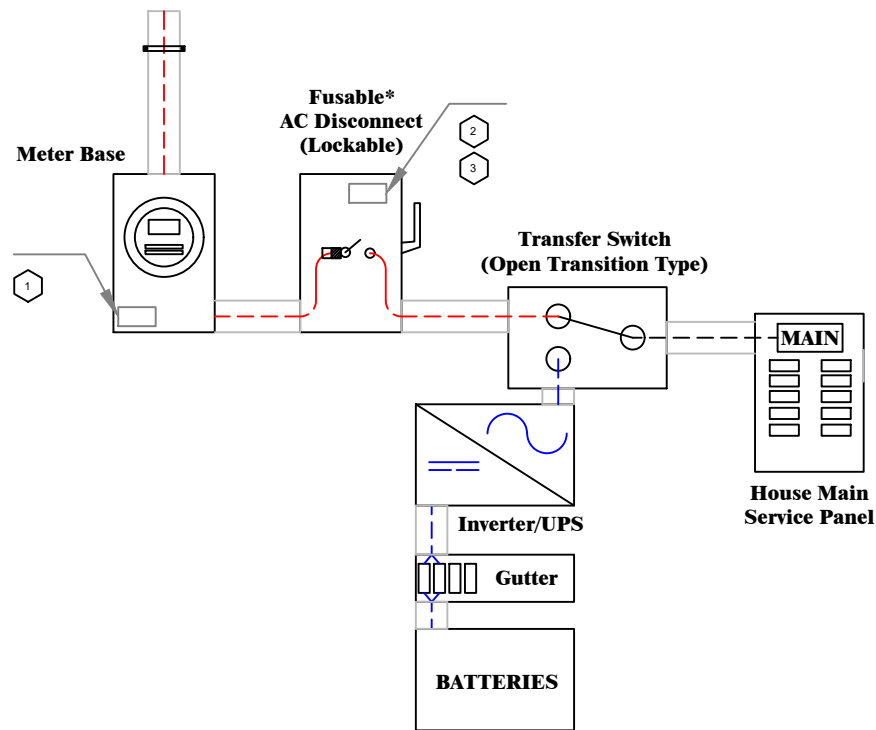 Fusable*
AC Disconnect
(Lockable)
2
3
Meter Base
1
Transfer Switch
(Open Transition Type)
MAIN
House Main
Service Panel
Inverter/UPS
Gutter
BATTERIES